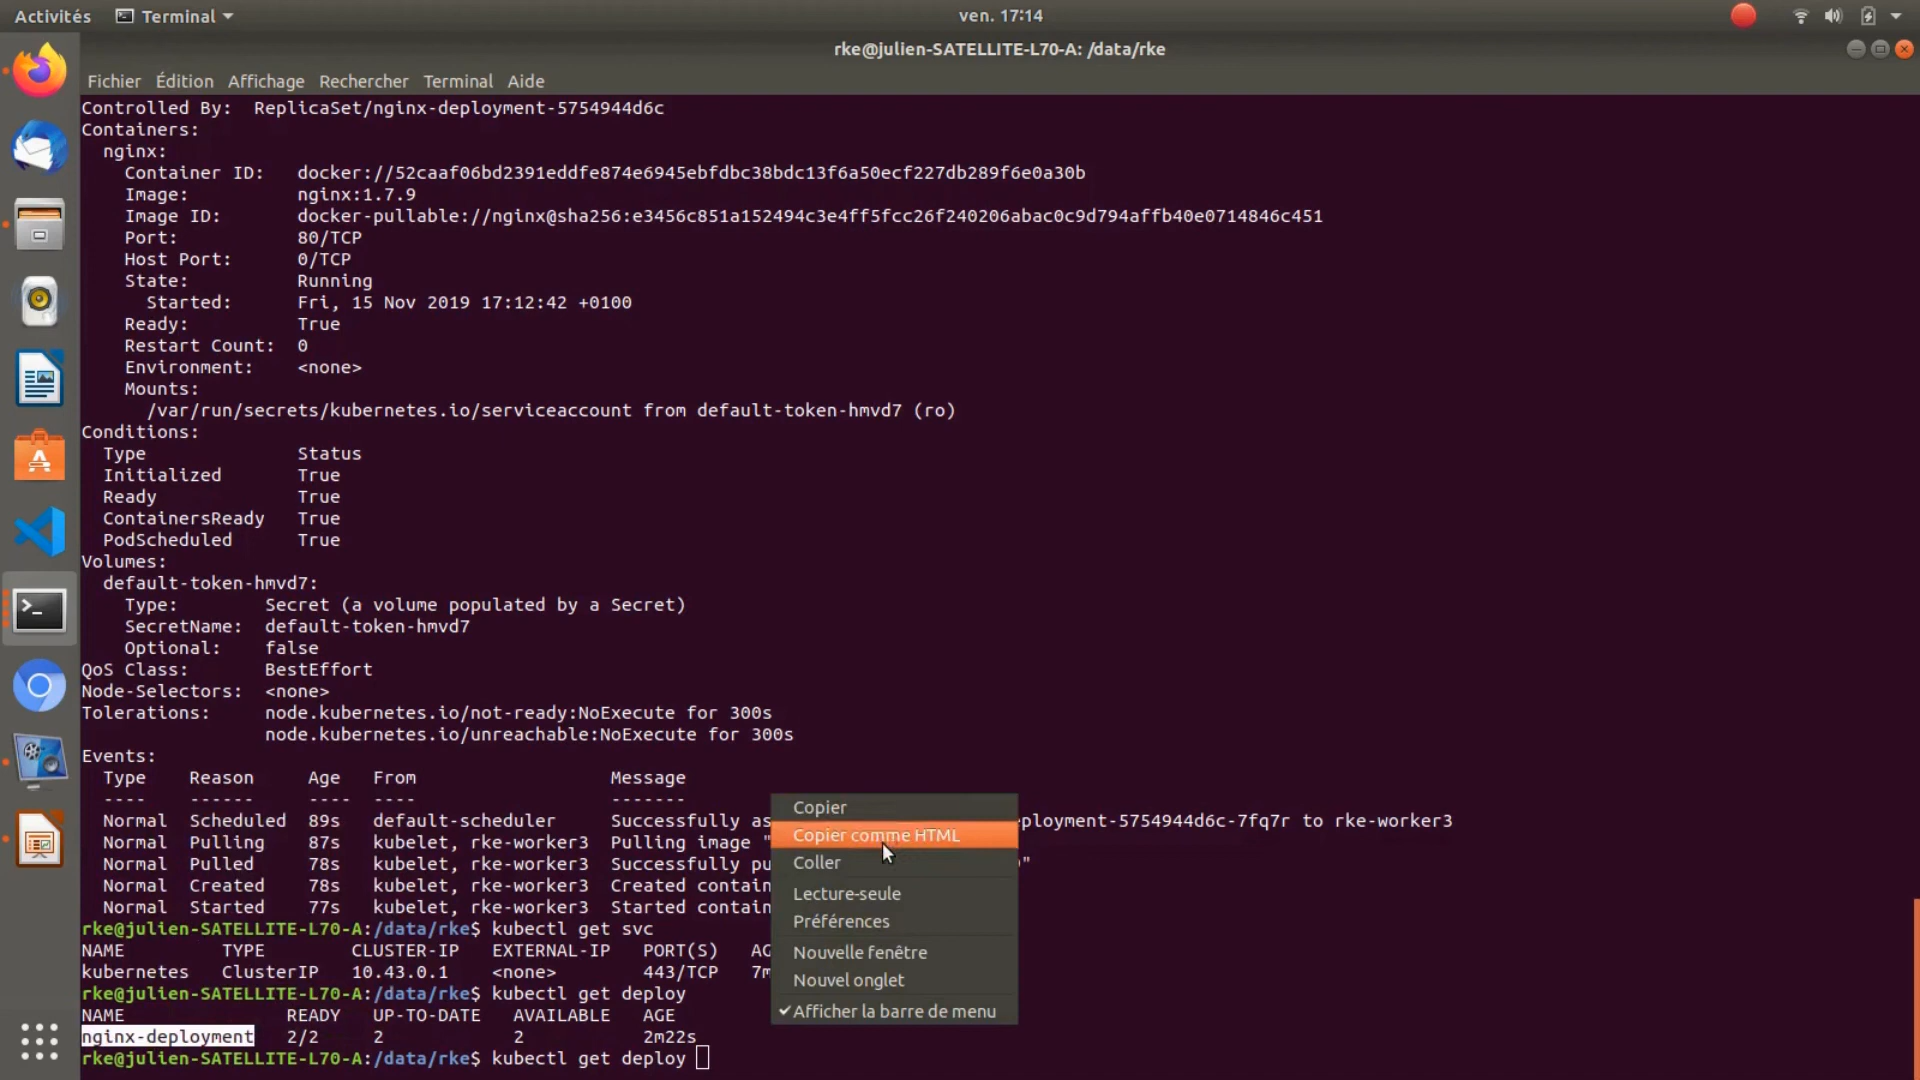 Activités Terminal ven. 17:14
rke@julien-SATELLITE-L70-A: /data/rke
Fichier Édition Affichage Rechercher Terminal Aide
Controlled By: ReplicaSet/nginx-deployment-5754944d6c
Containers:
nginx:
Container ID: docker://52caaf06bd2391eddfe874e6945ebfdbc38bdc13f6a50ecf227db289f6e0a30b
Image: nginx:1.7.9
Image ID: docker-pullable://nginx@sha256:e3456c851a152494c3e4ff5fcc26f240206abac0c9d794affb40e0714846c451
Port: 80/TCP
Host Port: 0/TCP
State: Running
Started: Fri, 15 Nov 2019 17:12:42 +0100
Ready: True
Restart Count: 0
Environment: <none>
Mounts:
/var/run/secrets/kubernetes.io/serviceaccount from default-token-hmvd7 (ro)
Conditions:
Type Status
Initialized True
Ready True
ContainersReady True
PodScheduled True
Volumes:
default-token-hmvd7:
Type: Secret (a volume populated by a Secret)
SecretName: default-token-hmvd7
Optional: false
QoS Class: BestEffort
Node-Selectors: <none>
Tolerations: node.kubernetes.io/not-ready:NoExecute for 300s
node.kubernetes.io/unreachable:NoExecute for 300s
Events:
Type Reason Age From Message
---- ------ ---- ---- -------
Normal Scheduled 89s default-scheduler Successfully as ployment-5754944d6c-7fq7r to rke-worker3
Normal Pulling 87s kubelet, rke-worker3 Pulling image "
Normal Pulled 78s kubelet, rke-worker3 Successfully pu "
Normal Created 78s kubelet, rke-worker3 Created contain
Normal Started 77s kubelet, rke-worker3 Started contain
rke@julien-SATELLITE-L70-A:/data/rke$ kubectl get svc
NAME TYPE CLUSTER-IP EXTERNAL-IP PORT(S) AG
kubernetes ClusterIP 10.43.0.1 <none> 443/TCP 7m
rke@julien-SATELLITE-L70-A:/data/rke$ kubectl get deploy
NAME READY UP-TO-DATE AVAILABLE AGE
nginx-deployment 2/2 2 2 2m22s
rke@julien-SATELLITE-L70-A:/data/rke$ kubectl get deploy
Copier
Copier comme HTML
Coller
Lecture-seule
Préférences
Nouvelle fenêtre
Nouvel onglet
✓Afficher la barre de menu